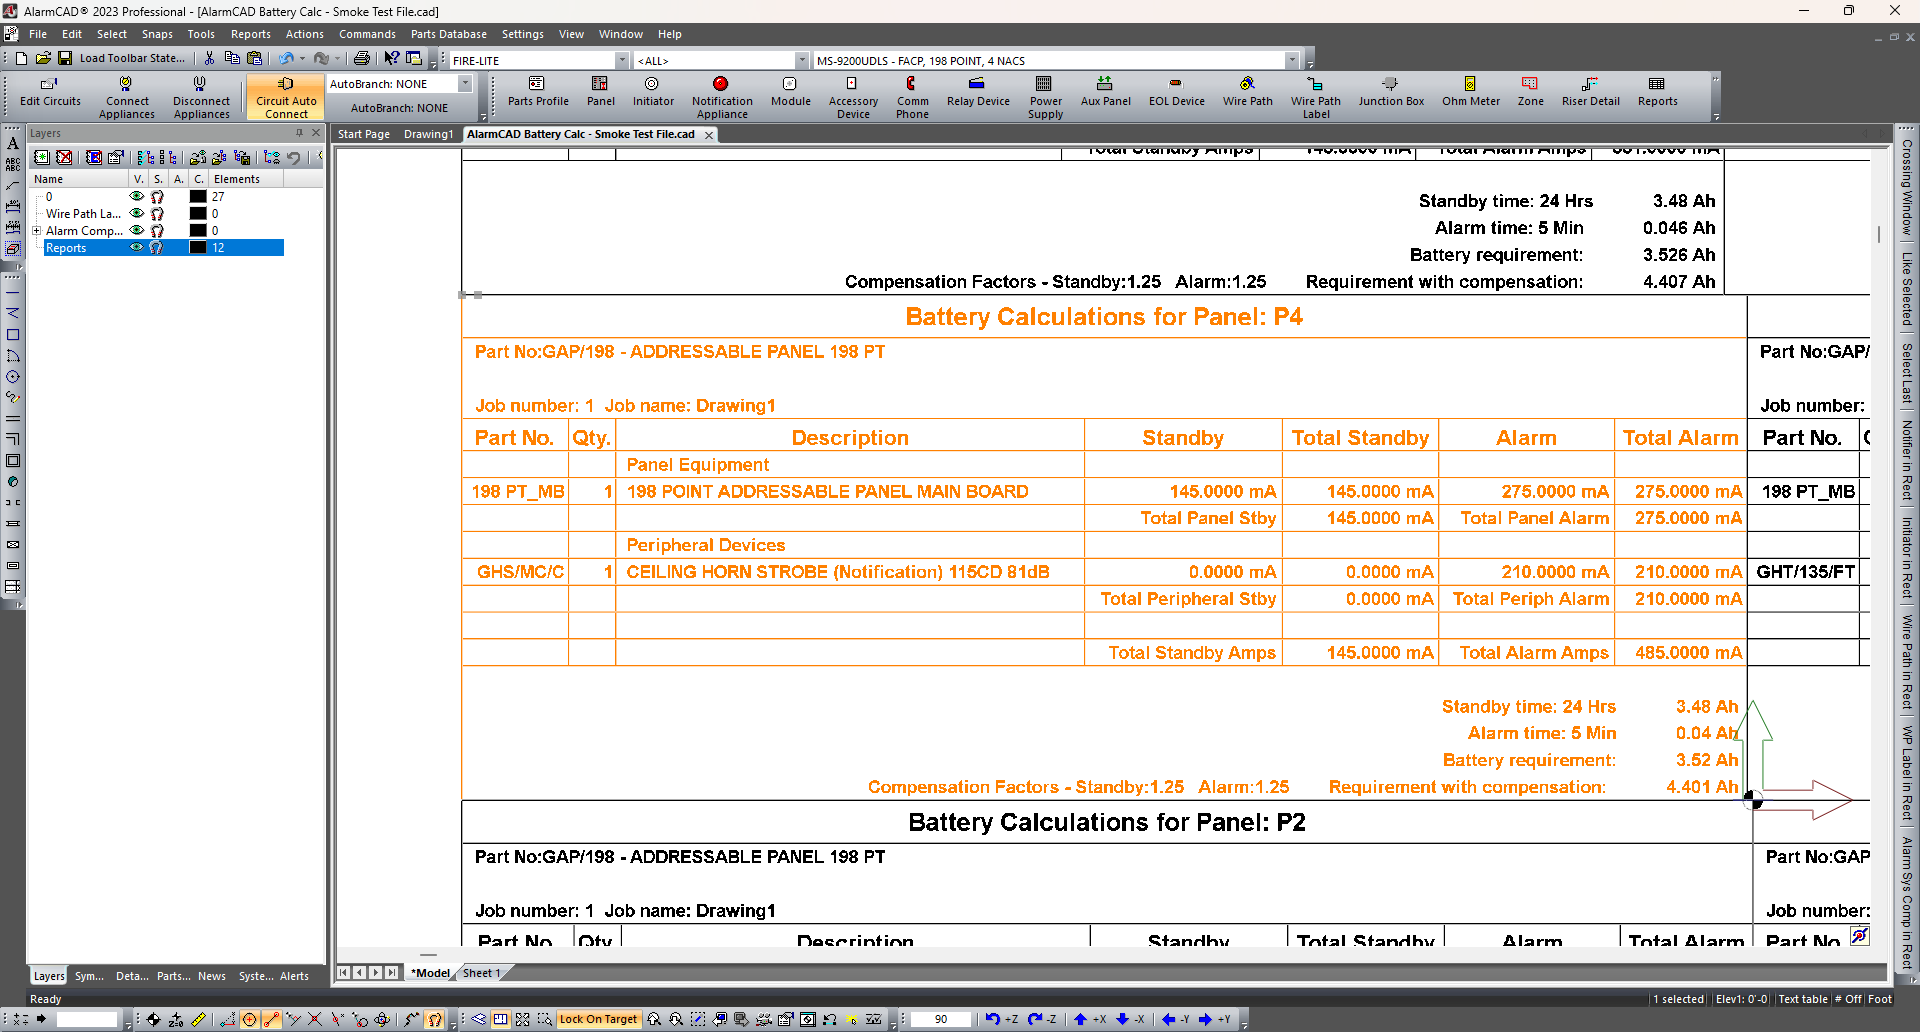 AlarmCAD® 2023 Professional - [AlarmCAD Battery Calc - Smoke Test File.cad]
File Edit Select Snaps Tools Reports Actions Commands Parts Database Settings View Window Help
Load Toolbar State... FIRE-LITE <ALL> MS-9200UDLS - FACP, 198 POINT, 4 NACS
Edit Circuits Connect Appliances Disconnect Appliances Circuit Auto Connect AutoBranch: NONE AutoBranch: NONE Parts Profile Panel Initiator Notification Appliance Module Accessory Device Comm Phone Relay Device Power Supply Aux Panel EOL Device Wire Path Wire Path Label Junction Box Ohm Meter Zone Riser Detail Reports
Layers
Start Page Drawing1 AlarmCAD Battery Calc - Smoke Test File.cad
Name V. S. A. C. Elements
0 27
Wire Path La... 0
Alarm Comp... 0
Reports 12
Total Standby Amps 145.0000 mA Total Alarm Amps
Standby time: 24 Hrs 3.48 Ah
Alarm time: 5 Min 0.046 Ah
Battery requirement: 3.526 Ah
Compensation Factors - Standby:1.25 Alarm:1.25 Requirement with compensation: 4.407 Ah
Battery Calculations for Panel: P4
Part No:GAP/198 - ADDRESSABLE PANEL 198 PT Part No:GAP/
Job number: 1 Job name: Drawing1 Job number:
Part No. Qty. Description Standby Total Standby Alarm Total Alarm Part No.
Panel Equipment
198 PT_MB 1 198 POINT ADDRESSABLE PANEL MAIN BOARD 145.0000 mA 145.0000 mA 275.0000 mA 275.0000 mA 198 PT_MB
Total Panel Stby 145.0000 mA Total Panel Alarm 275.0000 mA
Peripheral Devices
GHS/MC/C 1 CEILING HORN STROBE (Notification) 115CD 81dB 0.0000 mA 0.0000 mA 210.0000 mA 210.0000 mA GHT/135/FT
Total Peripheral Stby 0.0000 mA Total Periph Alarm 210.0000 mA
Total Standby Amps 145.0000 mA Total Alarm Amps 485.0000 mA
Standby time: 24 Hrs 3.48 Ah
Alarm time: 5 Min 0.04 Ah
Battery requirement: 3.52 Ah
Compensation Factors - Standby:1.25 Alarm:1.25 Requirement with compensation: 4.401 Ah
Battery Calculations for Panel: P2
Part No:GAP/198 - ADDRESSABLE PANEL 198 PT Part No:GAP
Job number: 1 Job name: Drawing1 Job number:
Part No Qty Description Standby Total Standby Alarm Total Alarm Part No
Crossing Window
Like Selected
Select Last
Notifier in Rect
Initiator in Rect
Wire Path in Rect
WP Label in Rect
Alarm Sys Comp in Rect
Layers Sym... Deta... Parts... News Syste... Alerts
*Model Sheet 1
Ready 1 selected Elev1: 0'-0 Text table # Off Foot
Lock On Target 90 +Z -Z +X -X -Y +Y